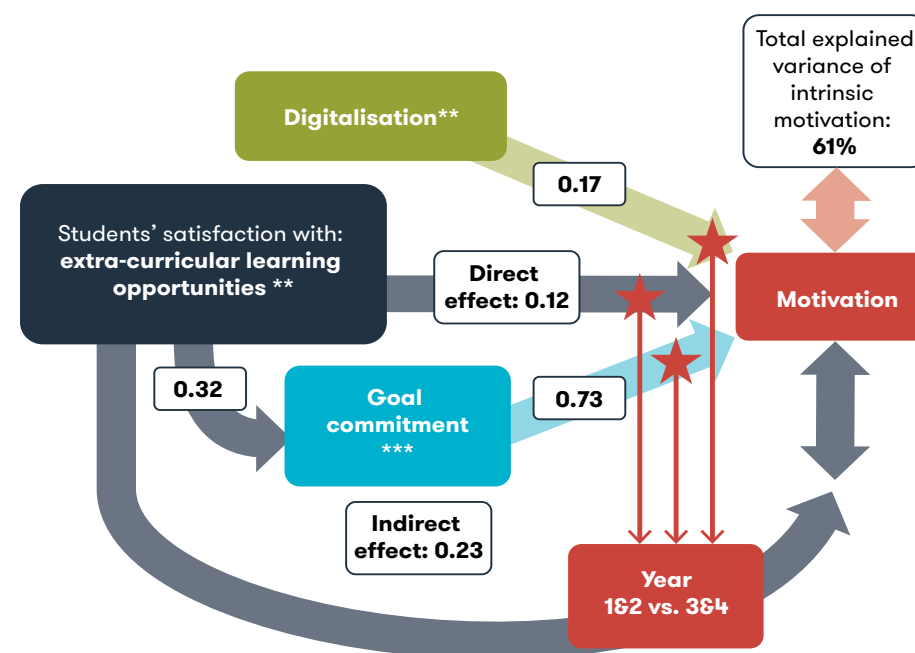 Total explained
variance of
intrinsic
motivation:
61%
Digitalisation**
0.17
Students’ satisfaction with:
extra-curricular learning
opportunities **
Direct
effect: 0.12
Motivation
0.32
Goal
commitment
***
0.73
Indirect
effect: 0.23
Year
1&2 vs. 3&4